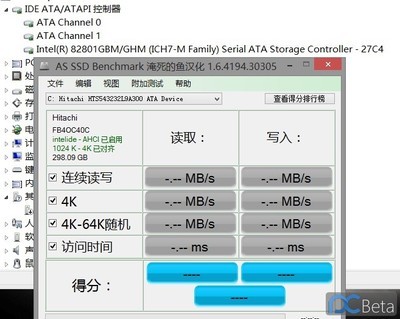 IDE ATA/ATAPI 控制器
ATA Channel 0
ATA Channel 1
Intel(R) 82801GBM/GHM (ICH7-M Family) Serial ATA Storage Controller - 27C4
AS SSD Benchmark 淹死的鱼汉化 1.6.4194.30305
文件 编辑 视图 附加测试 帮助
C: Hitachi HTS543232L9A300 ATA Device
查看得分排行榜
Hitachi
FB4OC40C
intelide - AHCI 已启用
1024 K - 4K 已对齐
298.09 GB
读取：
写入：
连续读写 -.-- MB/s -.-- MB/s
4K -.-- MB/s -.-- MB/s
4K-64K随机 -.-- MB/s -.-- MB/s
访问时间 -.-- ms -.-- ms
得分： ---- ----
----
PCBeta